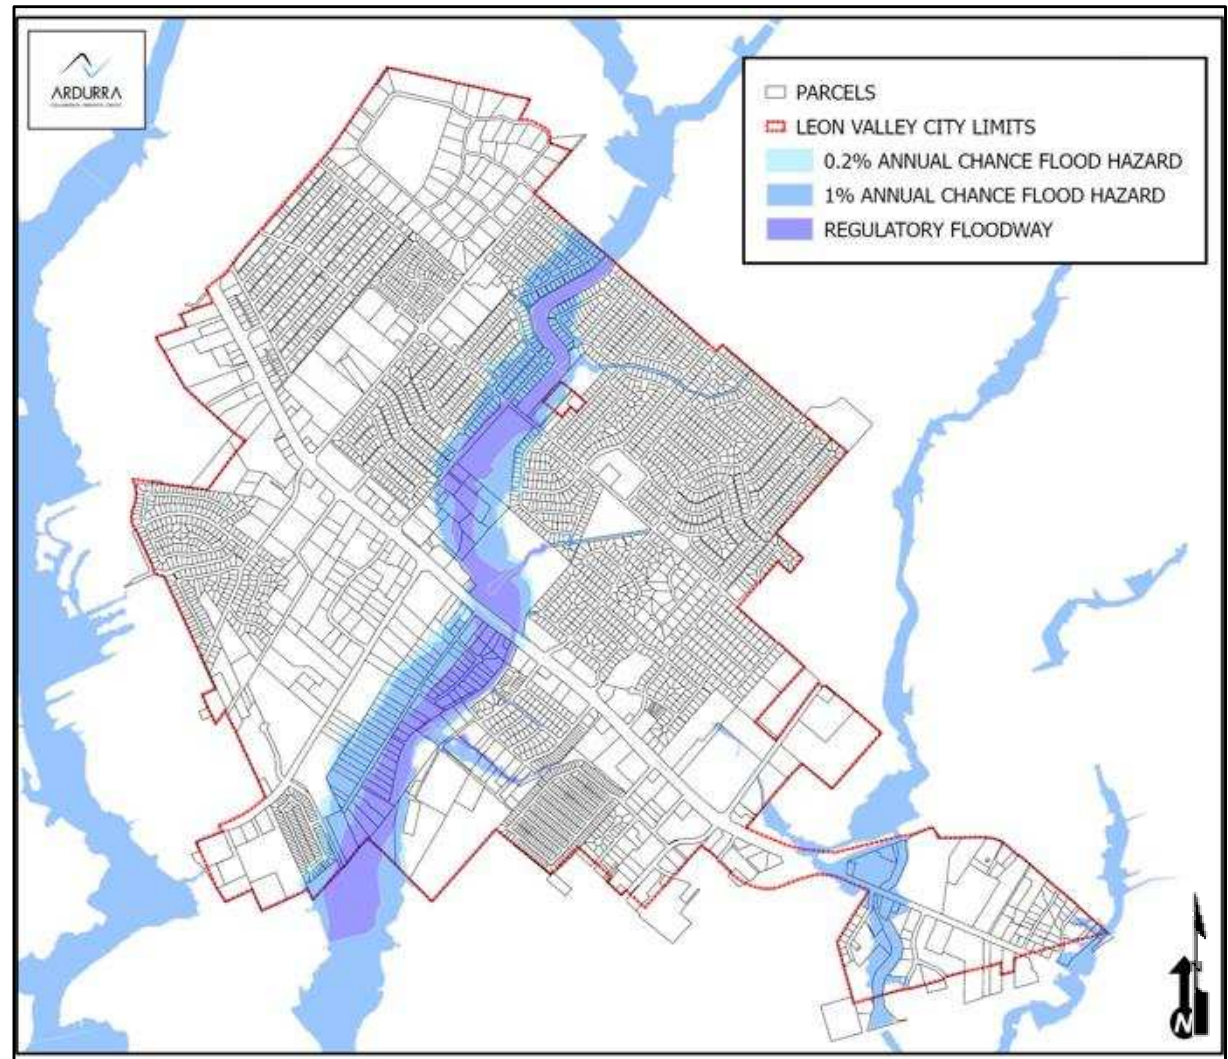 ARDURRA
PARCELS
LEON VALLEY CITY LIMITS
0.2% ANNUAL CHANCE FLOOD HAZARD
1% ANNUAL CHANCE FLOOD HAZARD
REGULATORY FLOODWAY
N